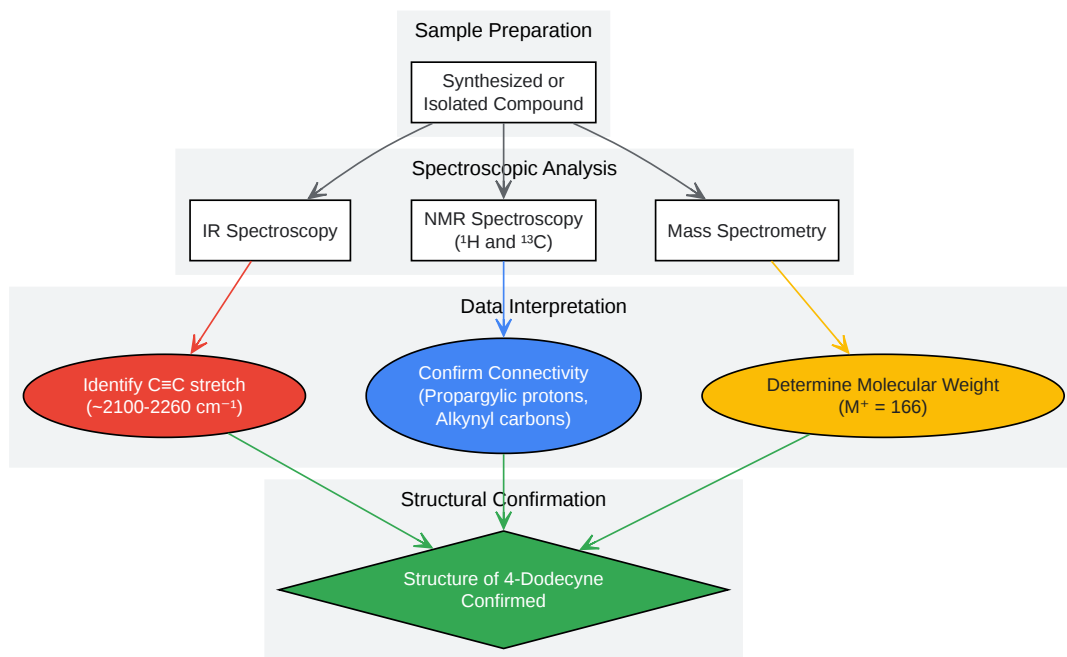 Sample Preparation
Synthesized or
Isolated Compound
Spectroscopic Analysis
IR Spectroscopy
NMR Spectroscopy
(¹H and ¹³C)
Mass Spectrometry
Data Interpretation
Identify C≡C stretch
(~2100-2260 cm⁻¹)
Confirm Connectivity
(Propargylic protons,
Alkynyl carbons)
Determine Molecular Weight
(M⁺ = 166)
Structural Confirmation
Structure of 4-Dodecyne
Confirmed